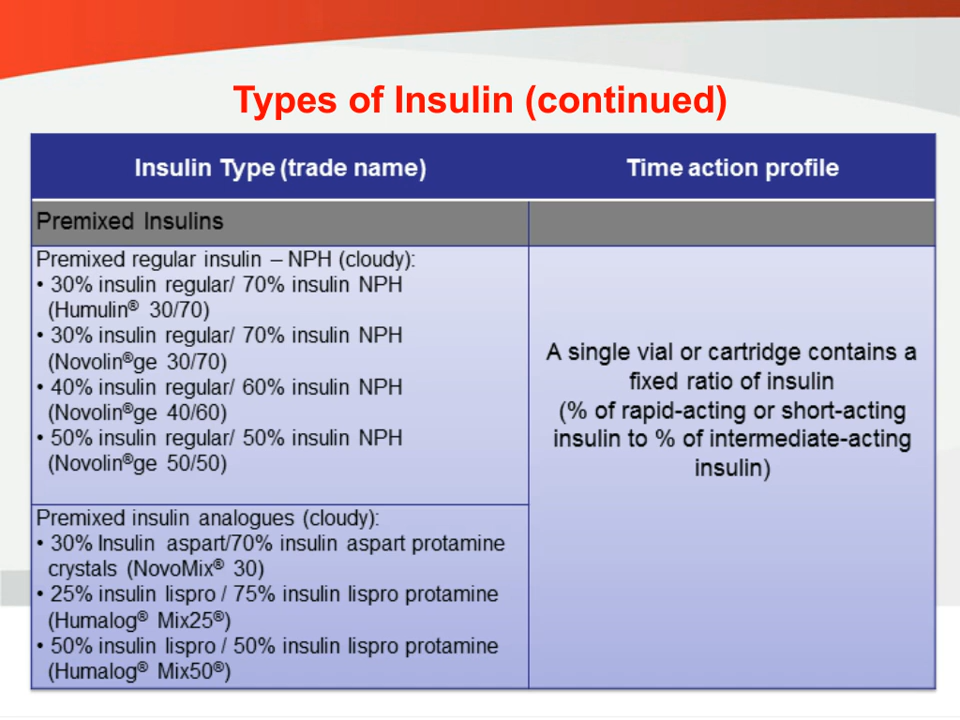 Types of Insulin (continued)
Insulin Type (trade name)
Time action profile
Premixed Insulins
Premixed regular insulin – NPH (cloudy):
• 30% insulin regular/ 70% insulin NPH
(Humulin® 30/70)
• 30% insulin regular/ 70% insulin NPH
(Novolin®ge 30/70)
• 40% insulin regular/ 60% insulin NPH
(Novolin®ge 40/60)
• 50% insulin regular/ 50% insulin NPH
(Novolin®ge 50/50)
Premixed insulin analogues (cloudy):
• 30% Insulin aspart/70% insulin aspart protamine
crystals (NovoMix® 30)
• 25% insulin lispro / 75% insulin lispro protamine
(Humalog® Mix25®)
• 50% insulin lispro / 50% insulin lispro protamine
(Humalog® Mix50®)
A single vial or cartridge contains a
fixed ratio of insulin
(% of rapid-acting or short-acting
insulin to % of intermediate-acting
insulin)